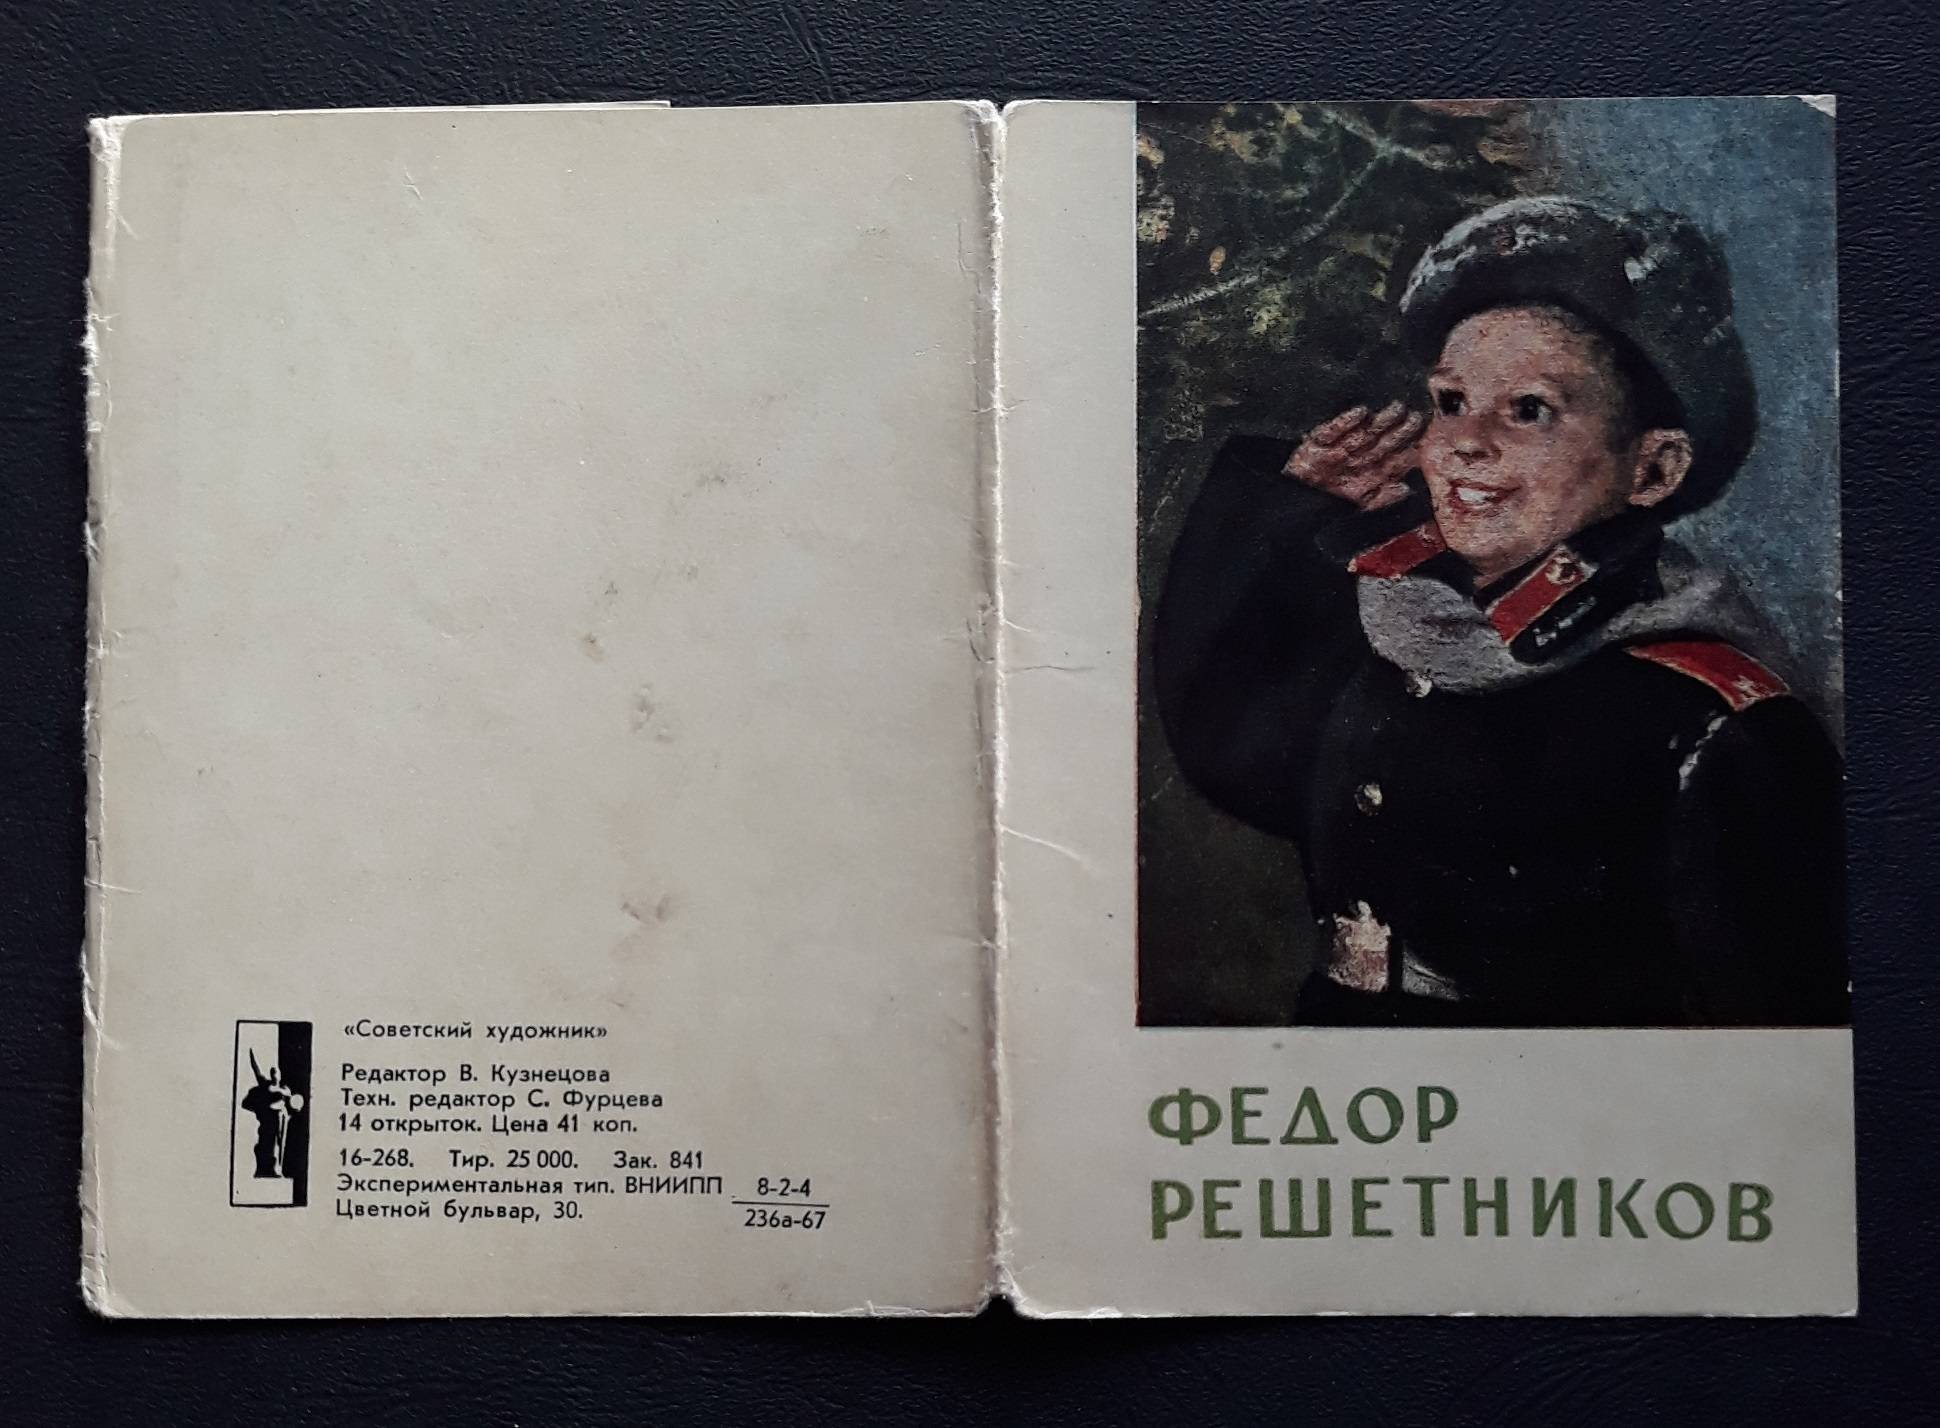 «Советский художник»
Редактор В. Кузнецова
Техн. редактор С. Фурцева
14 открыток. Цена 41 коп.
16-268. Тир. 25 000. Зак. 841
Экспериментальная тип. ВНИИПП 8-2-4
Цветной бульвар, 30. 236а-67
ФЕДОР
РЕШЕТНИКОВ